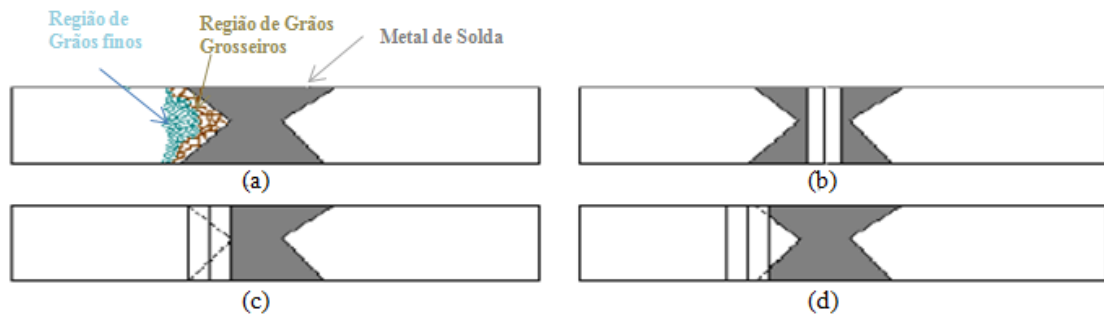 Região de
Grãos finos
Região de Grãos
Grosseiros
Metal de Solda
(a)
(b)
(c)
(d)